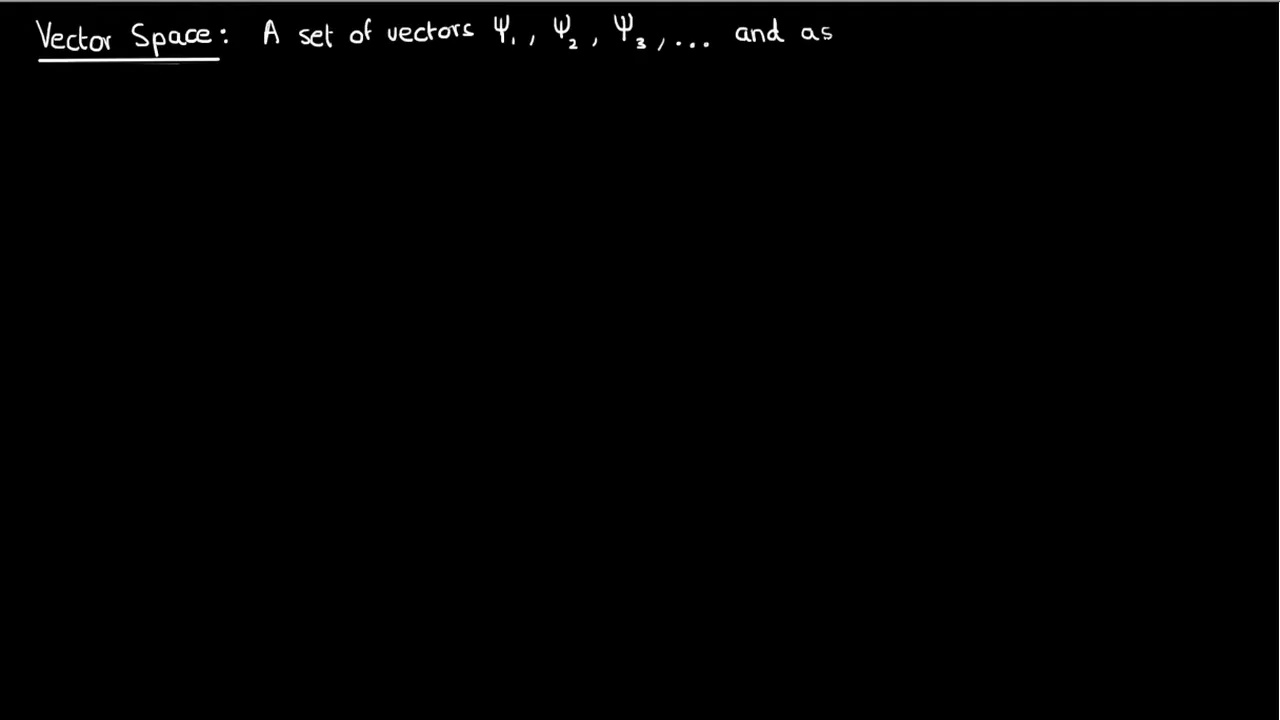 Vector Space: A set of vectors Ψ₁, Ψ₂, Ψ₃, ... and as